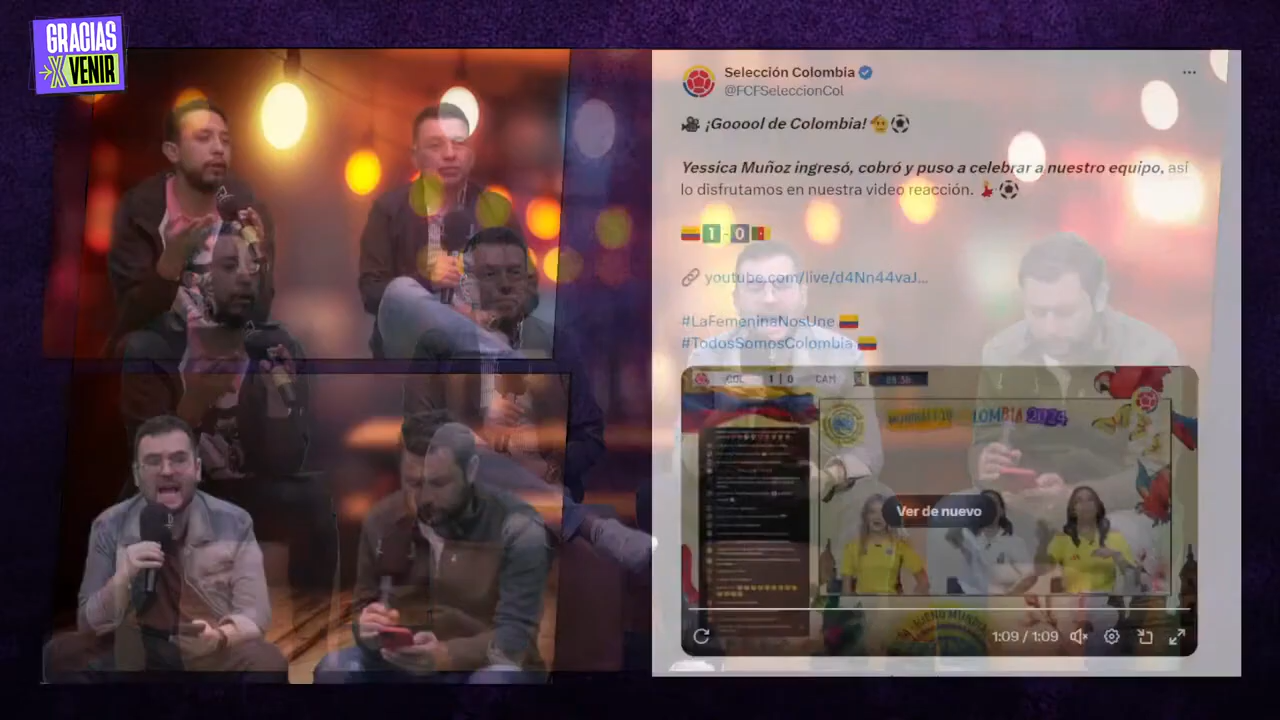 GRACIAS
X VENIR
Selección Colombia
@FCFSeleccionCol
¡Gooool de Colombia!
Yessica Muñoz ingresó, cobró y puso a celebrar a nuestro equipo, así
lo disfrutamos en nuestra video reacción.
1 - 0
youtube.com/live/d4Nn44vaJ...
#LaFemeninaNosUne
#TodosSomosColombia
COL 1 | 0 CAM
LOMBIA 2024
Ver de nuevo
1:09 / 1:09